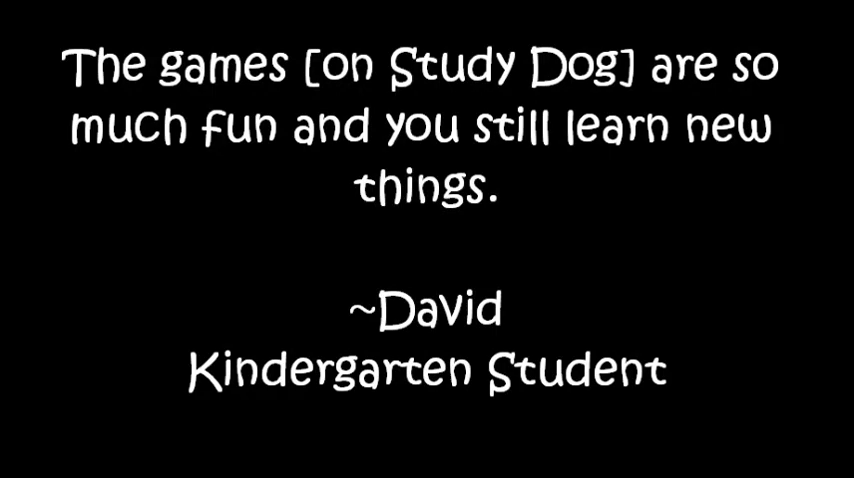 The games [on Study Dog] are so
much fun and you still learn new
things.
~David
Kindergarten Student